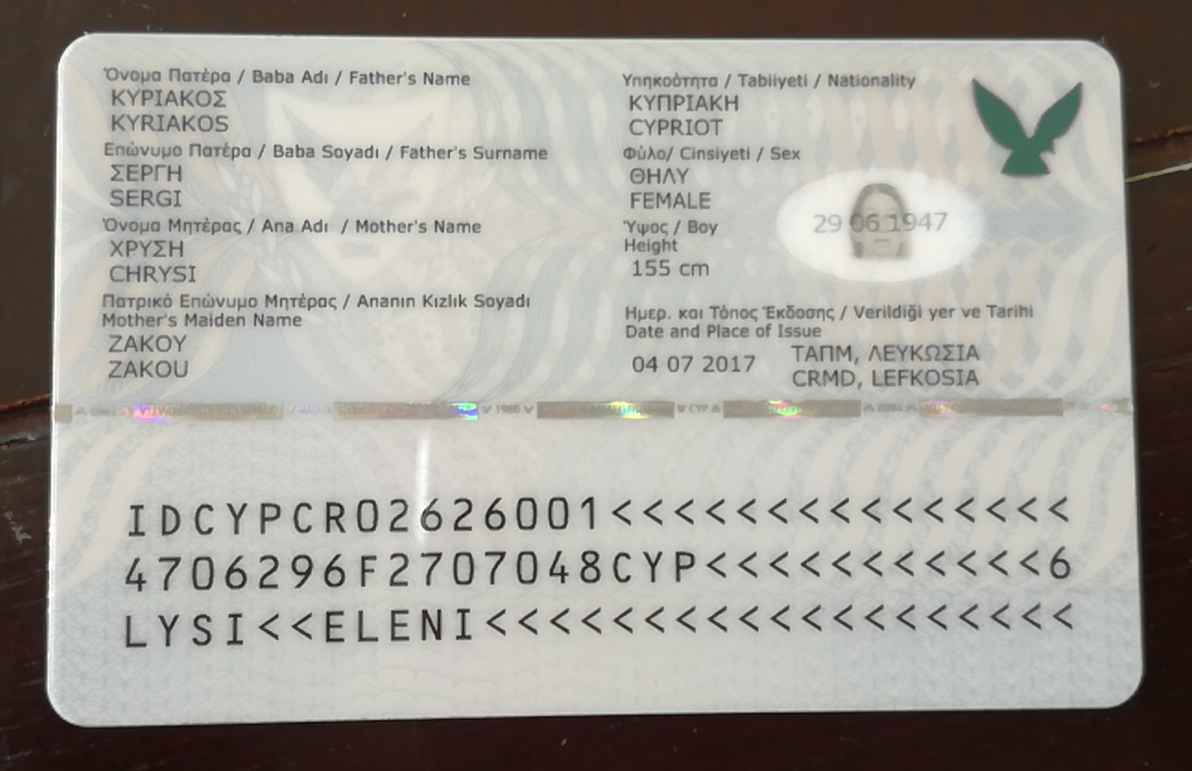 Όνομα Πατέρα / Baba Adı / Father's Name
ΚΥΡΙΑΚΟΣ
KYRIAKOS
Επώνυμο Πατέρα / Baba Soyadı / Father's Surname
ΣΕΡΓΗ
SERGI
Όνομα Μητέρας / Ana Adı / Mother's Name
ΧΡΥΣΗ
CHRYSI
Πατρικό Επώνυμο Μητέρας / Ananın Kızlık Soyadı
Mother's Maiden Name
ΖΑΚΟΥ
ZAKOU
Υπηκοότητα / Tabiiyeti / Nationality
ΚΥΠΡΙΑΚΗ
CYPRIOT
Φύλο/ Cinsiyeti / Sex
ΘΗΛΥ
FEMALE
Ύψος / Boy
Height
155 cm
29 06 1947
Ημερ. και Τόπος Έκδοσης / Verildiği yer ve Tarihi
Date and Place of Issue
04 07 2017
ΤΑΠΜ, ΛΕΥΚΩΣΙΑ
CRMD, LEFKOSIA
IDCYPCR02626001<<<<<<<<<<<<<<<
4706296F2707048CYP<<<<<<<<<<<6
LYSI<<ELENI<<<<<<<<<<<<<<<<<<<